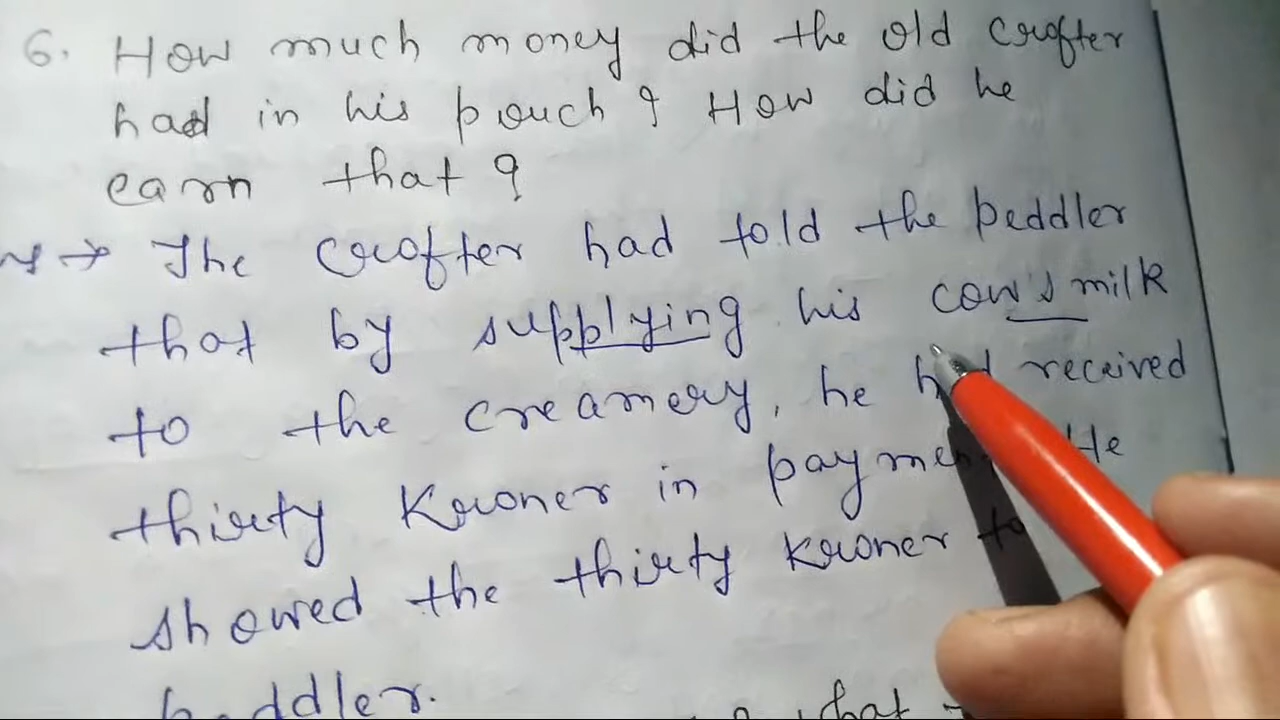 6. How much money did the old crofter
had in his pouch ? How did he
earn that ?
→ The Crofter had told the peddler
that by supplying his cow's milk
to the creamery, he had received
thirty Kroner in payment He
showed the thirty kroner to
peddler.
what